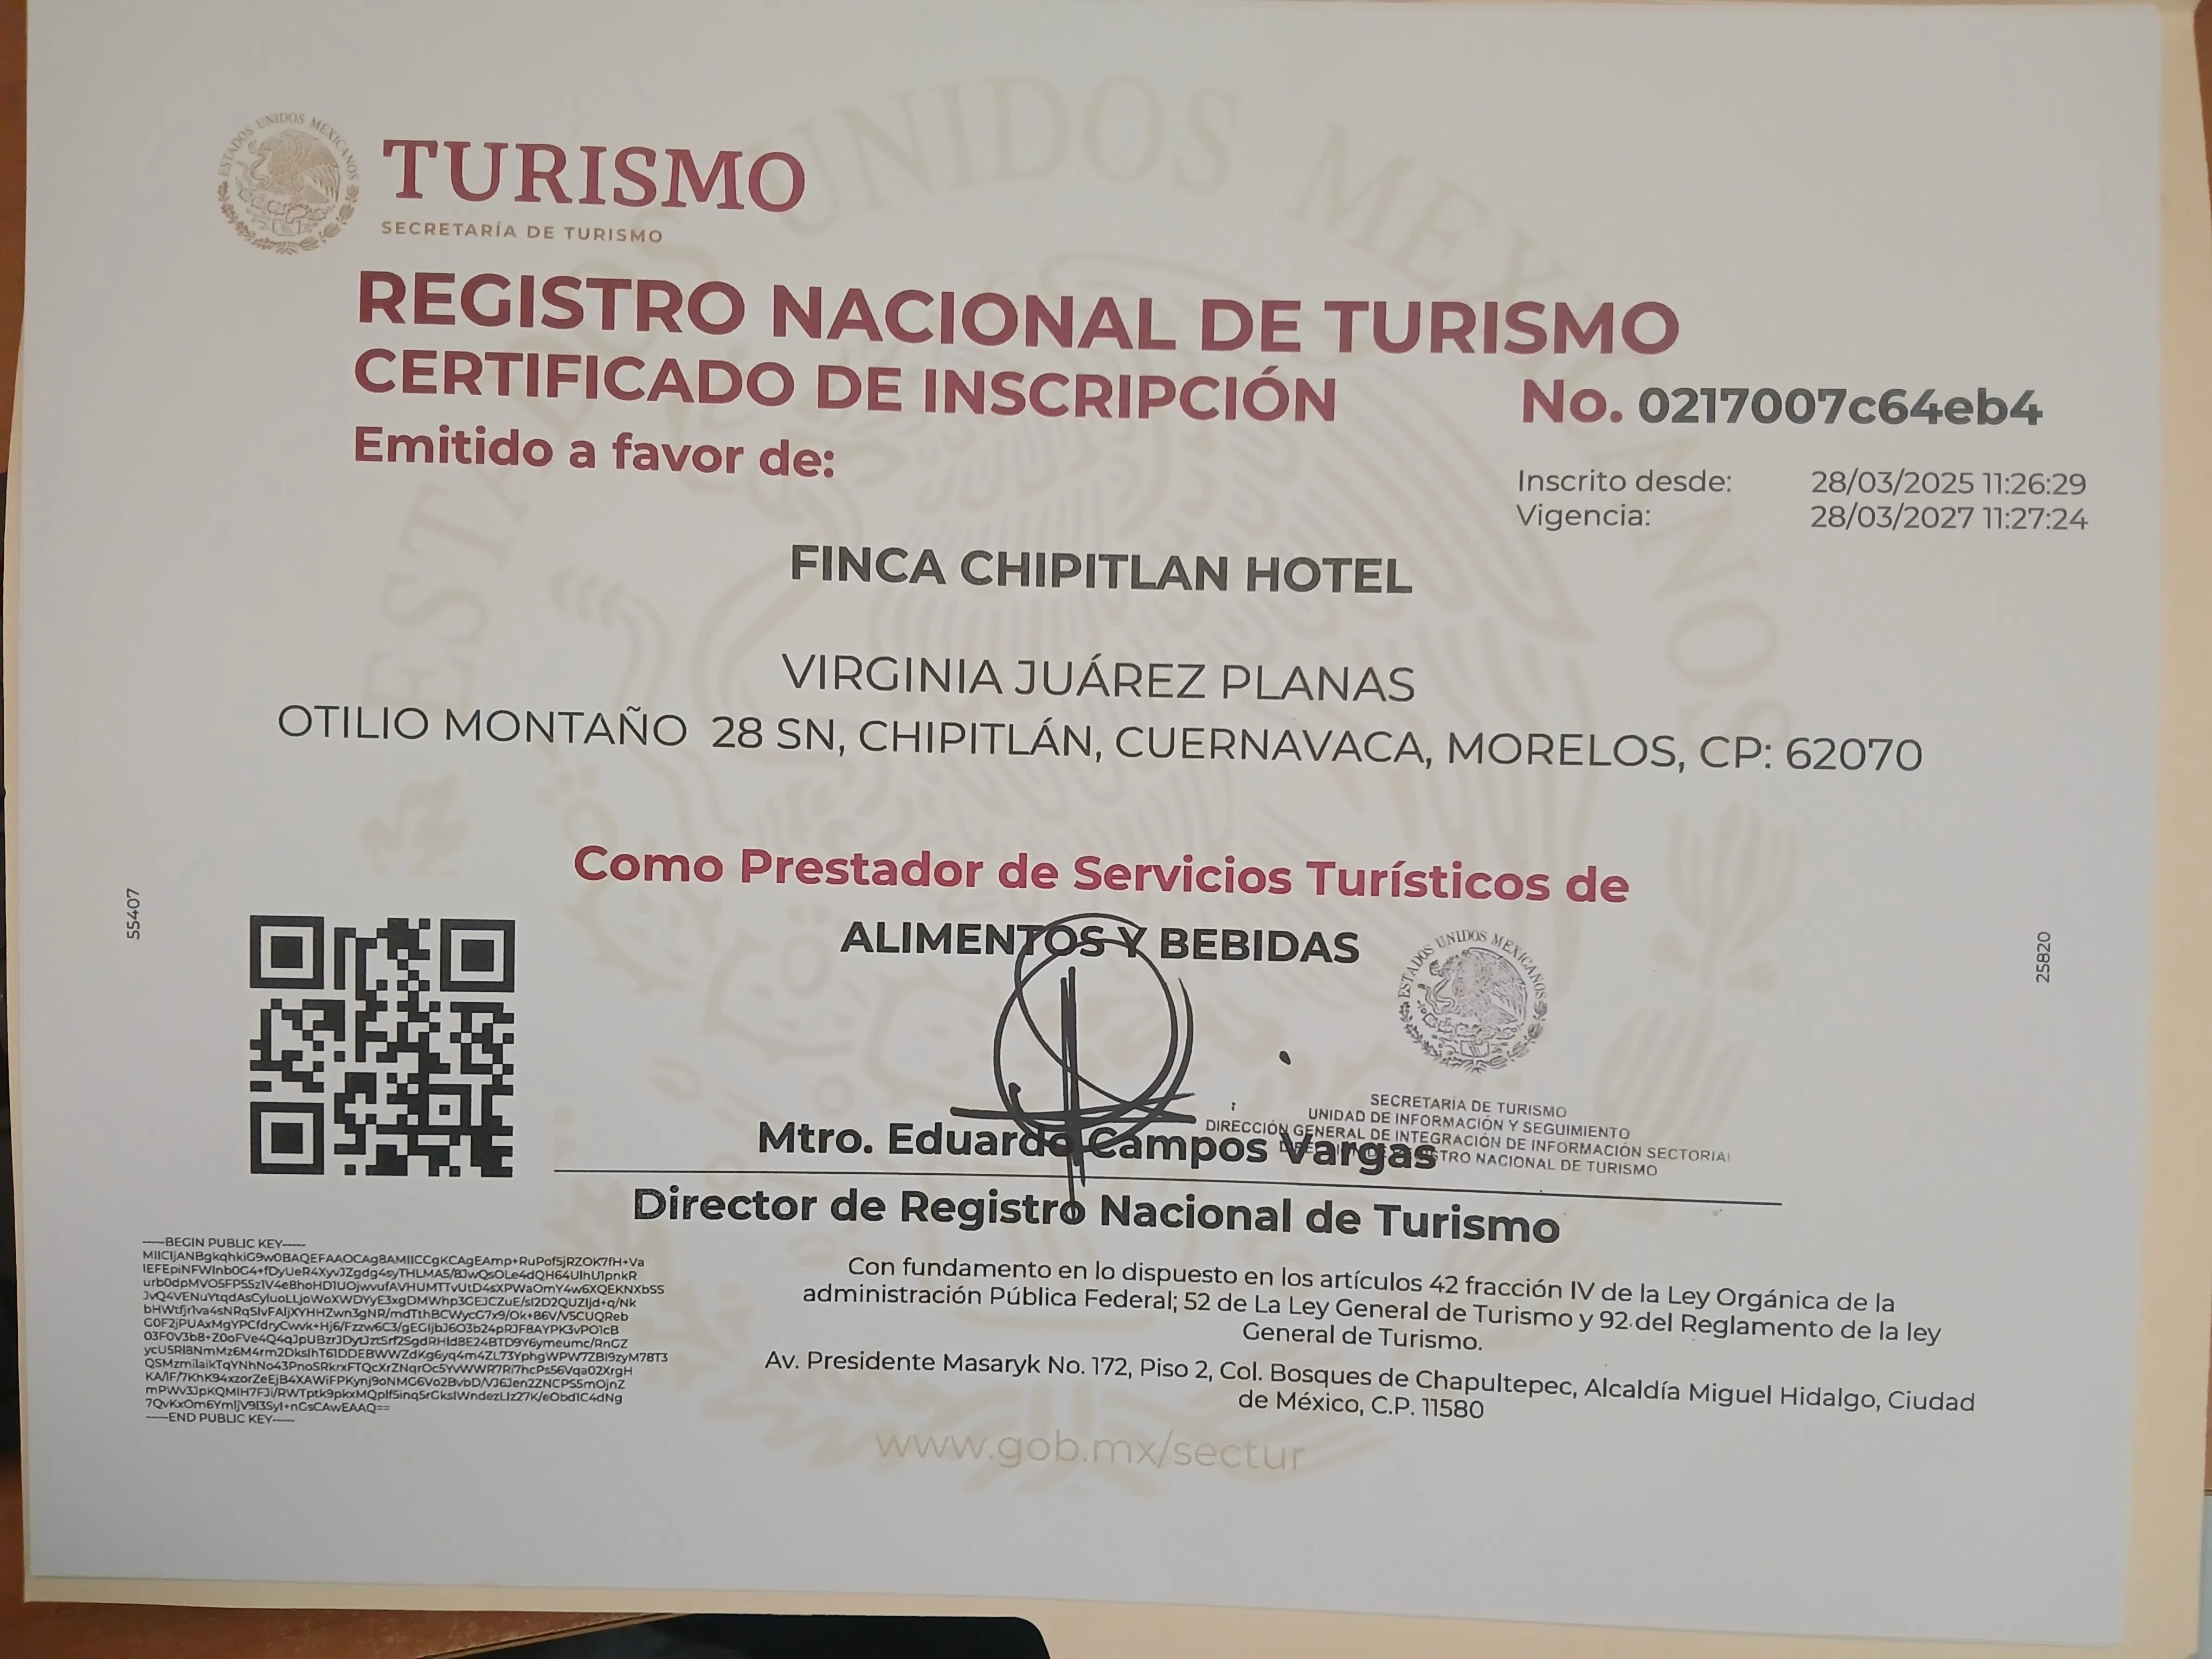 ESTADOS UNIDOS MEXICANOS
TURISMO
SECRETARÍA DE TURISMO
REGISTRO NACIONAL DE TURISMO
CERTIFICADO DE INSCRIPCIÓN
No. 0217007c64eb4
Emitido a favor de:
Inscrito desde: 28/03/2025 11:26:29
Vigencia: 28/03/2027 11:27:24
FINCA CHIPITLAN HOTEL
VIRGINIA JUÁREZ PLANAS
OTILIO MONTAÑO 28 SN, CHIPITLÁN, CUERNAVACA, MORELOS, CP: 62070
Como Prestador de Servicios Turísticos de
55407
ALIMENTOS Y BEBIDAS
25820
ESTADOS UNIDOS MEXICANOS
SECRETARIA DE TURISMO
UNIDAD DE INFORMACIÓN Y SEGUIMIENTO
DIRECCIÓN GENERAL DE INTEGRACIÓN DE INFORMACIÓN SECTORIAL
NACIONAL DE TURISMO
Mtro. Eduardo Campos Vargas
Director de Registro Nacional de Turismo
-----BEGIN PUBLIC KEY-----
-----END PUBLIC KEY-----
Con fundamento en lo dispuesto en los artículos 42 fracción IV de la Ley Orgánica de la
administración Pública Federal; 52 de La Ley General de Turismo y 92 del Reglamento de la ley
General de Turismo.
Av. Presidente Masaryk No. 172, Piso 2, Col. Bosques de Chapultepec, Alcaldía Miguel Hidalgo, Ciudad
de México, C.P. 11580
www.gob.mx/sectur